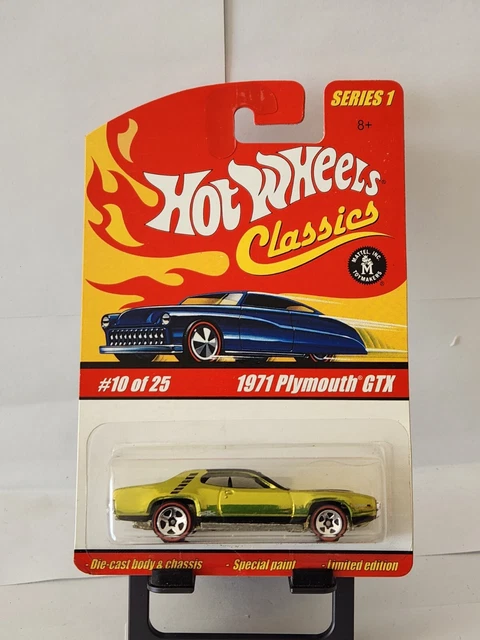 SERIES 1
8+
Hot Wheels
Classics
MATTEL, INC.
M
TOYMAKERS
#10 of 25
1971 Plymouth® GTX
- Die-cast body & chassis - Special paint - Limited edition